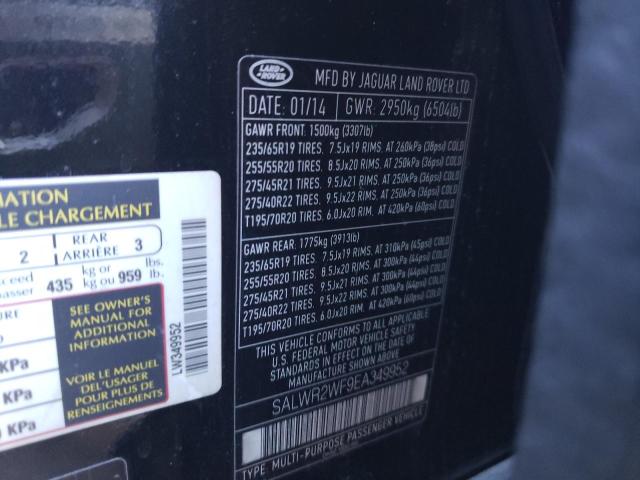 MATION
LE CHARGEMENT
2
REAR
ARRIÈRE 3
ceed
passer 435 kg or
kg ou 959 lb.
lbs.
SEE OWNER'S
MANUAL FOR
ADDITIONAL
INFORMATION
VOIR LE MANUEL
DEL'USAGER
POUR PLUS DE
RENSEIGNEMENTS
KPa
KPa
KPa
LW349952
LAND
ROVER
MFD BY JAGUAR LAND ROVER LTD
DATE: 01/14 GWR: 2950kg (6504lb)
GAWR FRONT: 1500kg (3307lb)
235/65R19 TIRES. 7.5Jx19 RIMS. AT 260kPa (38psi) COLD
255/55R20 TIRES. 8.5Jx20 RIMS. AT 250kPa (36psi) COLD
275/45R21 TIRES. 9.5Jx21 RIMS. AT 250kPa (36psi) COLD
275/40R22 TIRES. 9.5Jx22 RIMS. AT 250kPa (36psi) COLD
T195/70R20 TIRES. 6.0Jx20 RIM. AT 420kPa (60psi) COLD
GAWR REAR: 1775kg (3913lb)
235/65R19 TIRES. 7.5Jx19 RIMS. AT 310kPa (45psi) COLD
255/55R20 TIRES. 8.5Jx20 RIMS. AT 300kPa (44psi) COLD
275/45R21 TIRES. 9.5Jx21 RIMS. AT 300kPa (44psi) COLD
275/40R22 TIRES. 9.5Jx22 RIMS. AT 300kPa (44psi) COLD
T195/70R20 TIRES. 6.0Jx20 RIM. AT 420kPa (60psi) COLD
THIS VEHICLE CONFORMS TO ALL APPLICABLE
U.S. FEDERAL MOTOR VEHICLE SAFETY
STANDARDS IN EFFECT ON THE DATE OF
MANUFACTURE SHOWN ABOVE.
SALWR2WF9EA349952
TYPE: MULTI-PURPOSE PASSENGER VEHICLE